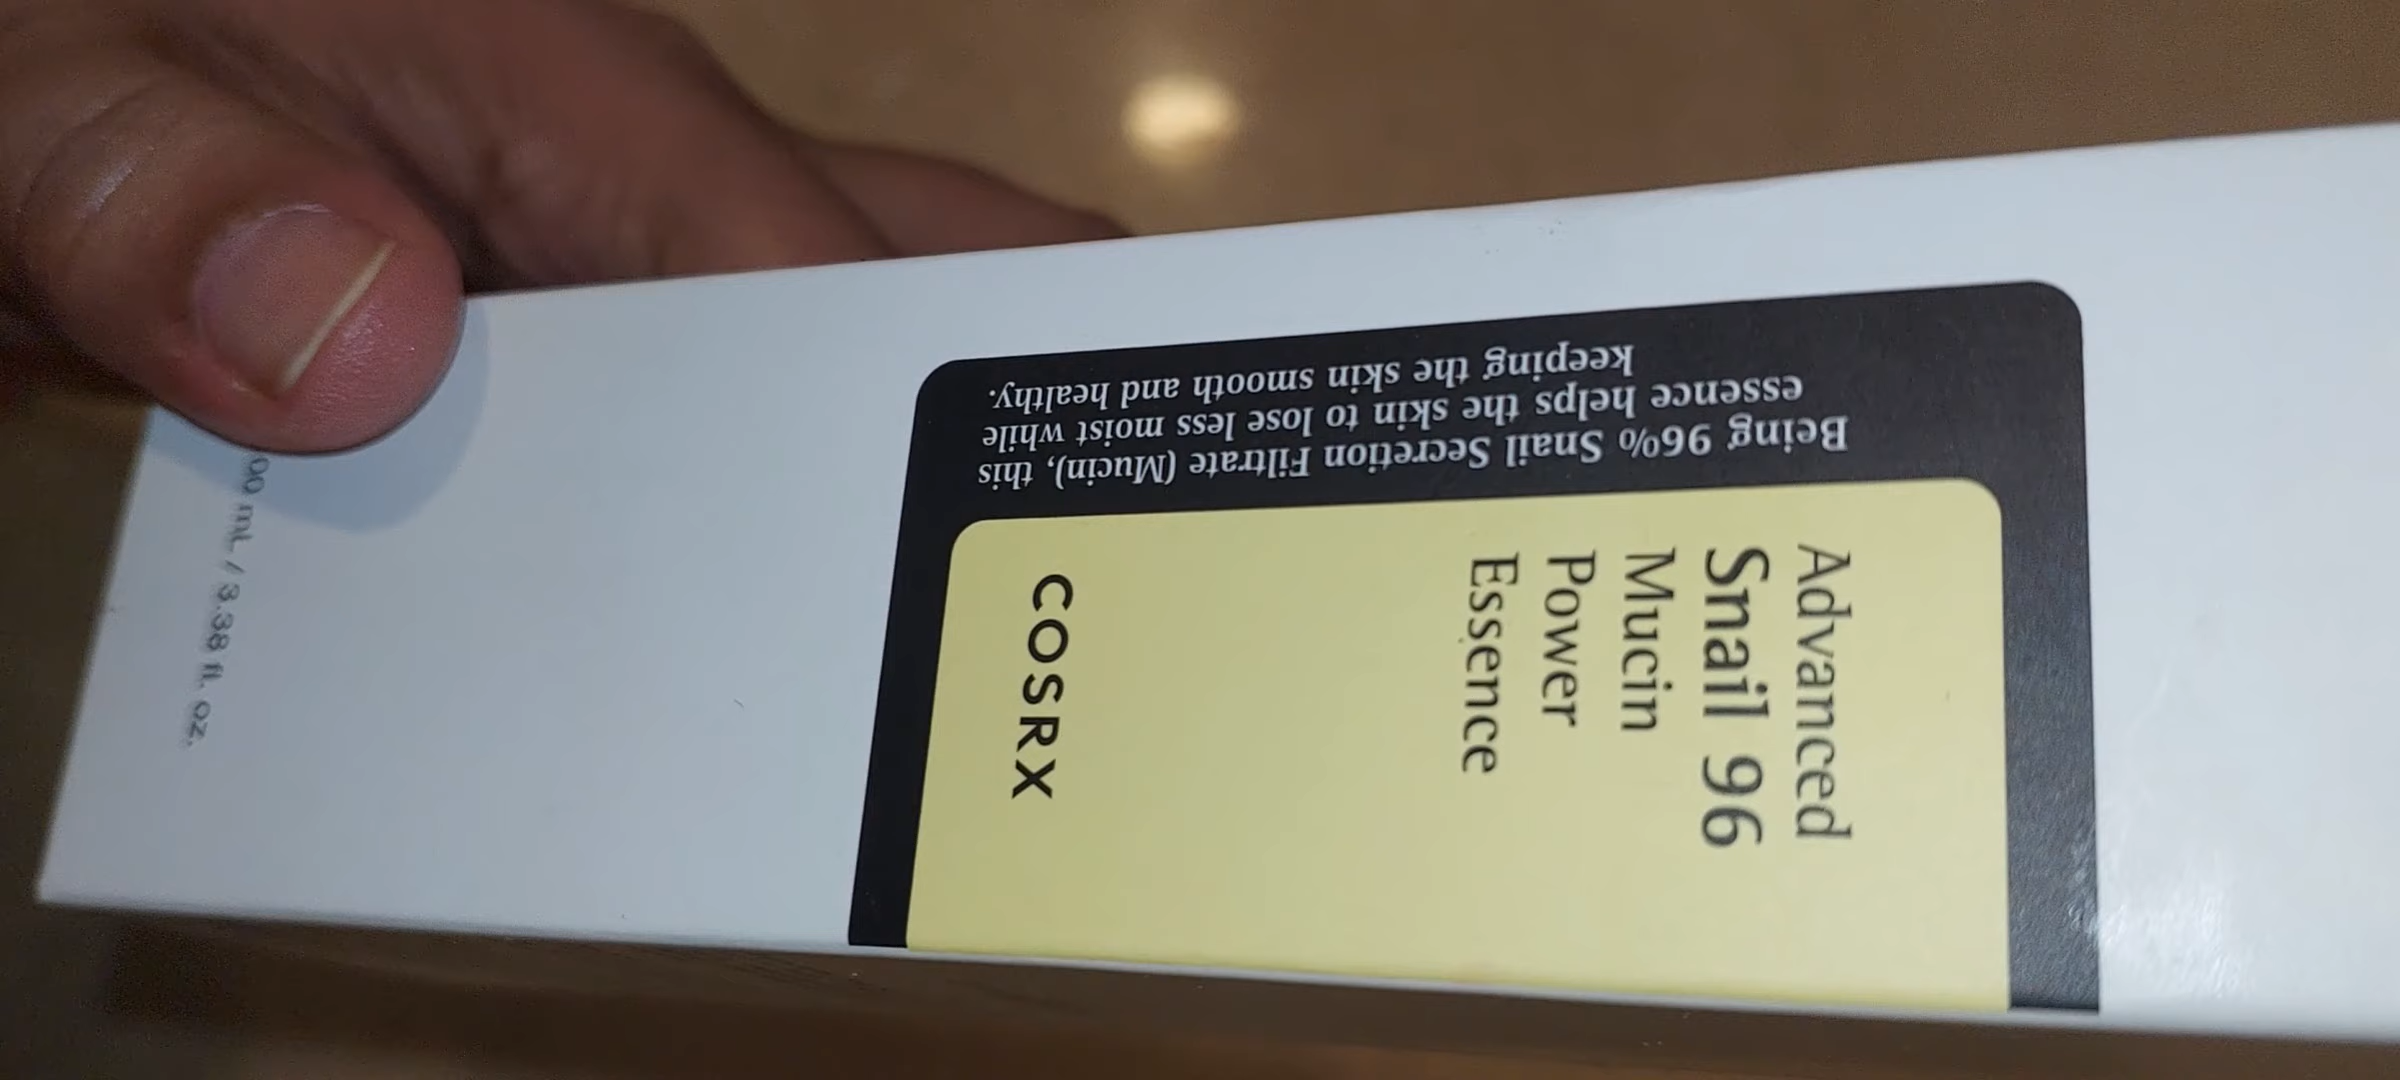 Advanced
Snail 96
Mucin
Power
Essence
COSRX
Being 96% Snail Secretion Filtrate (Mucin), this
essence helps the skin to lose less moist while
keeping the skin smooth and healthy.
00 mL / 3.38 fl. oz.